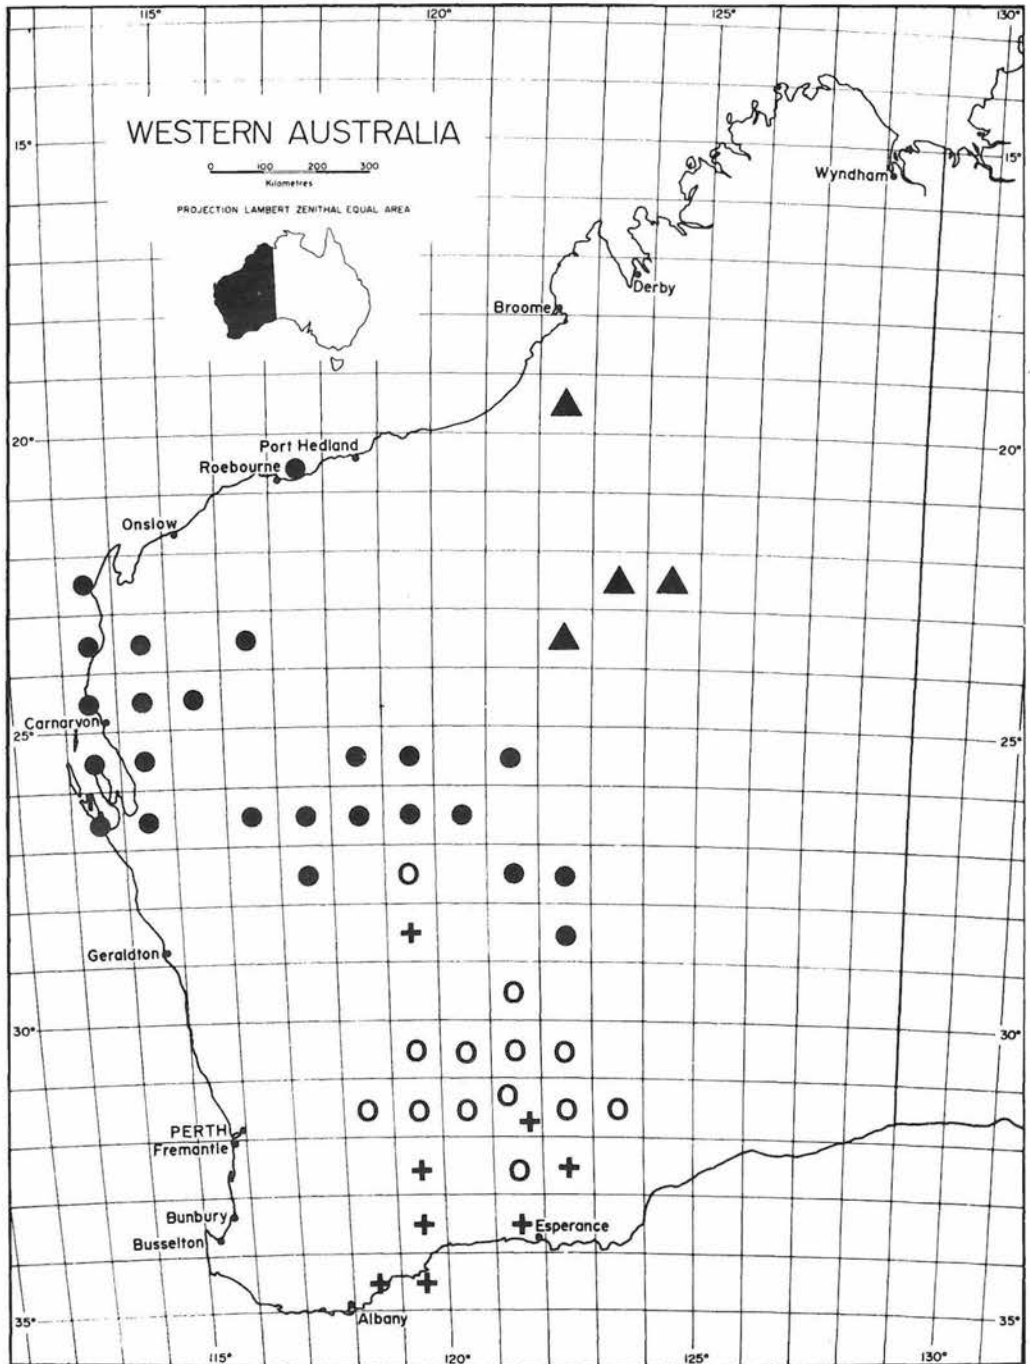 115° 120° 125° 130°
WESTERN AUSTRALIA
15° 15°
0 100 200 300
Kilometres
PROJECTION LAMBERT ZENITHAL EQUAL AREA
Wyndham
Derby
Broome
20° 20°
Port Hedland
Roebourne
Onslow
Carnarvon
25° 25°
Geraldton
30° 30°
PERTH
Fremantle
Bunbury
Busselton
Esperance
Albany
35° 35°
115° 120° 125° 130°